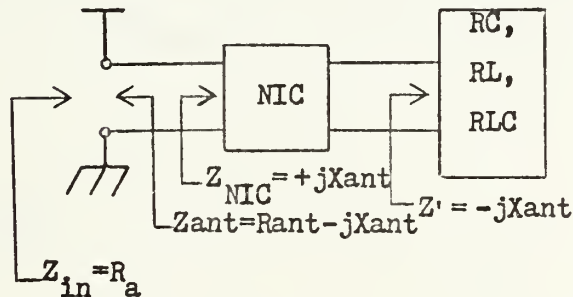 RC,
RL,
RLC
NIC
Z_NIC=+jXant
Zant=Rant-jXant
Z'=-jXant
Z_in=R_a